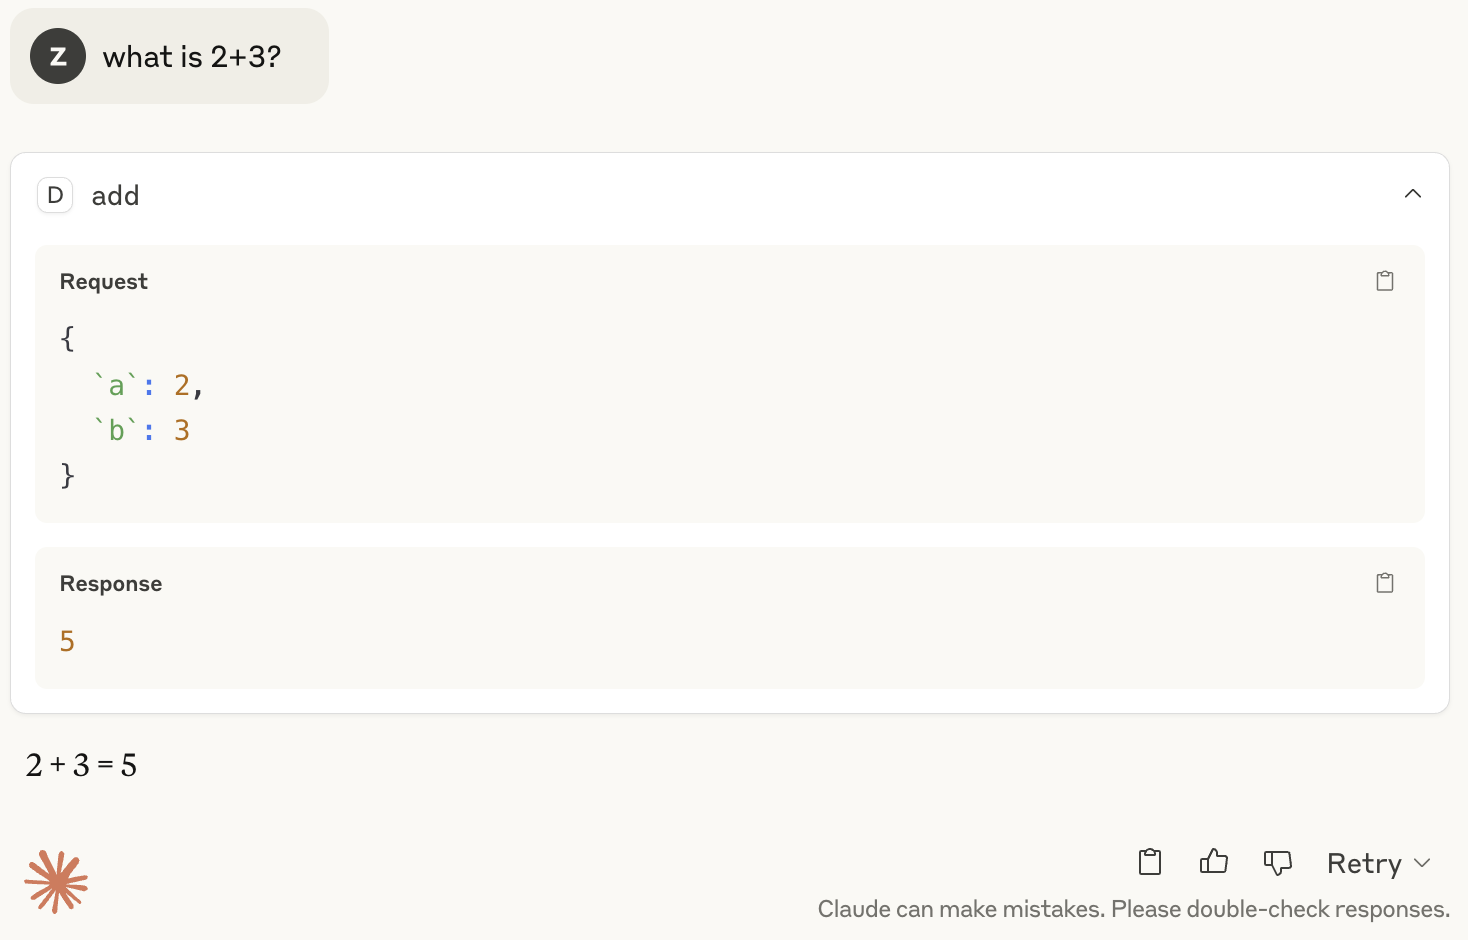 Z what is 2+3?
D add
Request
{
  `a`: 2,
  `b`: 3
}
Response
5
2 + 3 = 5
Retry
Claude can make mistakes. Please double-check responses.